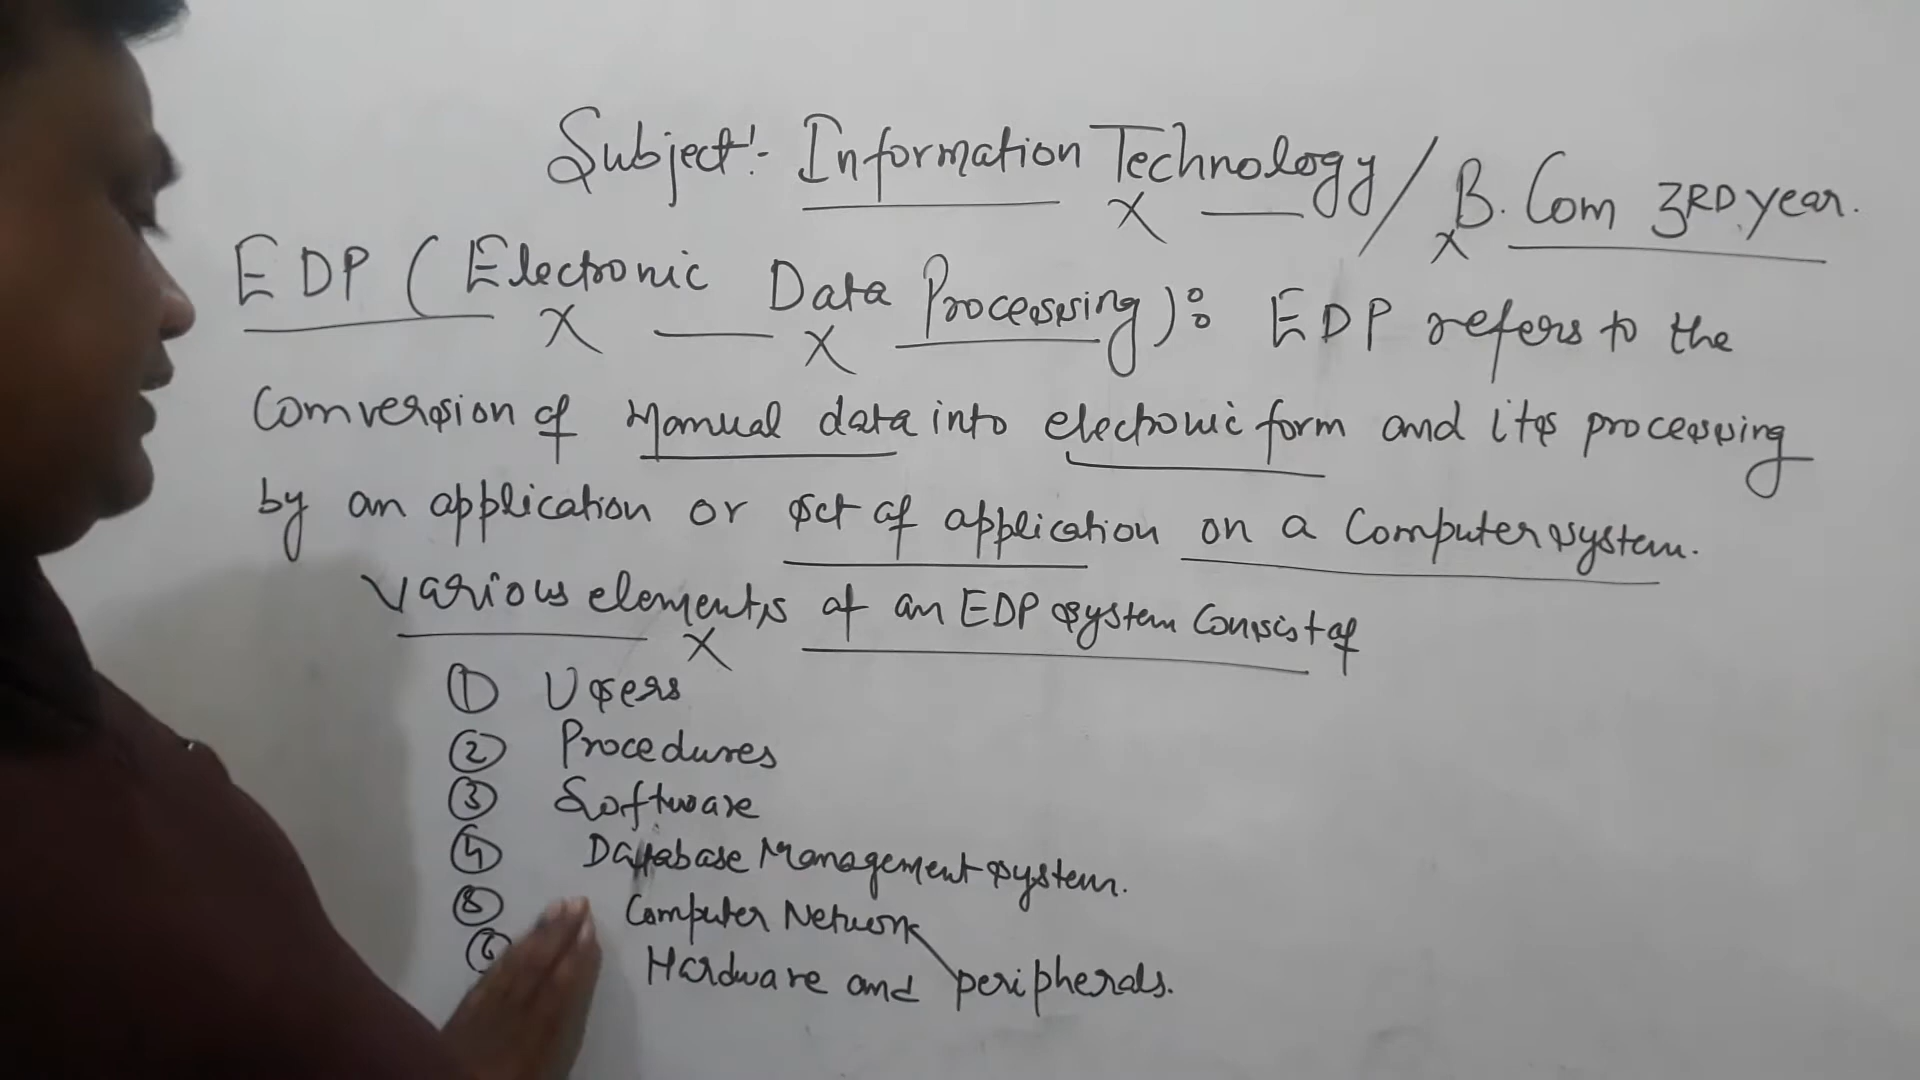 Subject:- Information Technology / B. Com 3RD year.
EDP (Electronic Data Processing): EDP refers to the
Conversion of Manual data into electronic form and its processing
by an application or set of application on a Computer system.
Various elements of an EDP system Consist of
① Users
② Procedures
③ Software
④ Database Management system.
⑤ Computer Network
⑥ Hardware and peripherals.